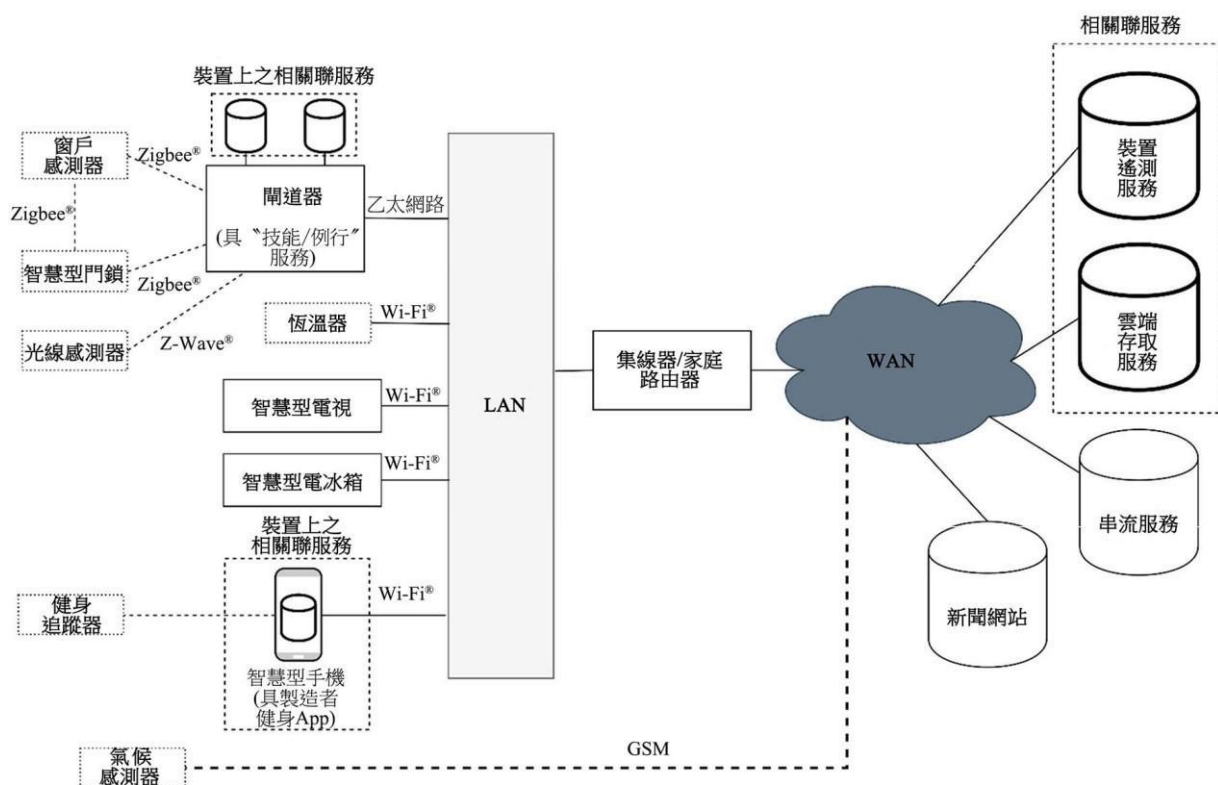 相關聯服務
裝置上之相關聯服務
窗戶
感測器
Zigbee®
Zigbee®
智慧型門鎖
Zigbee®
光線感測器
Z-Wave®
閘道器
(具〝技能/例行〞
服務)
乙太網路
恆溫器
Wi-Fi®
智慧型電視
Wi-Fi®
智慧型電冰箱
Wi-Fi®
裝置上之
相關聯服務
健身
追蹤器
Wi-Fi®
智慧型手機
(具製造者
健身App)
氣候
感測器
GSM
LAN
集線器/家庭
路由器
WAN
裝置
遙測
服務
雲端
存取
服務
串流服務
新聞網站